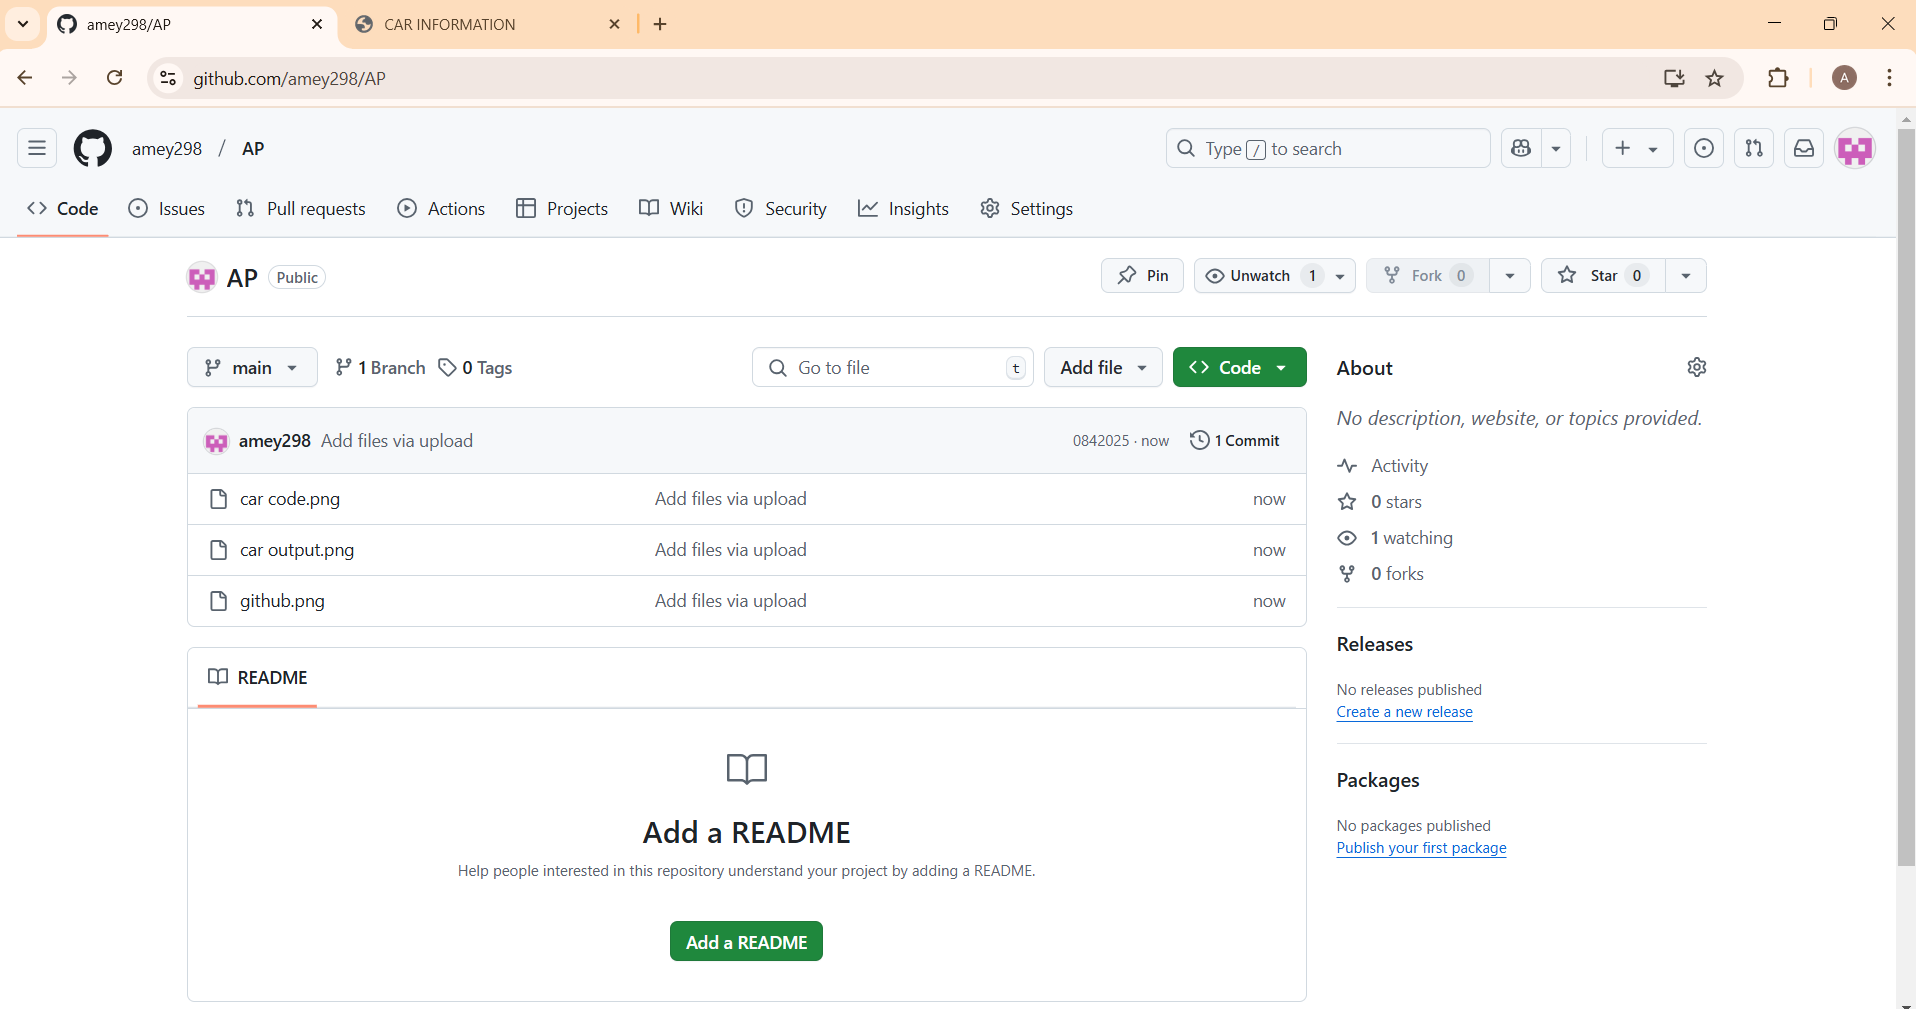 amey298/AP
CAR INFORMATION
github.com/amey298/AP
A
amey298 / AP
Type / to search
Code
Issues
Pull requests
Actions
Projects
Wiki
Security
Insights
Settings
AP Public
Pin
Unwatch 1
Fork 0
Star 0
main
1 Branch
0 Tags
Go to file t
Add file
Code
amey298 Add files via upload
0842025 · now
1 Commit
car code.png Add files via upload now
car output.png Add files via upload now
github.png Add files via upload now
README
Add a README
Help people interested in this repository understand your project by adding a README.
Add a README
About
No description, website, or topics provided.
Activity
0 stars
1 watching
0 forks
Releases
No releases published
Create a new release
Packages
No packages published
Publish your first package